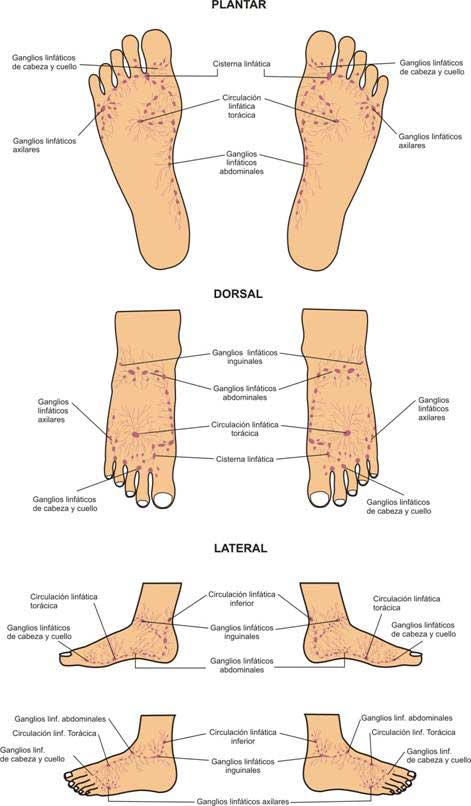 PLANTAR
Ganglios linfáticos
de cabeza y cuello
Cisterna linfática
Ganglios linfáticos
de cabeza y cuello
Circulación
linfática
torácica
Ganglios linfáticos
axilares
Ganglios linfáticos
axilares
Ganglios
linfáticos
abdominales
DORSAL
Ganglios linfáticos
inguinales
Ganglios linfáticos
abdominales
Ganglios
linfáticos
axilares
Ganglios
linfáticos
axilares
Circulación linfática
torácica
Cisterna linfática
Ganglios linfáticos
de cabeza y cuello
Ganglios linfáticos
de cabeza y cuello
LATERAL
Circulación linfática
torácica
Circulación linfática
inferior
Circulación linfática
torácica
Ganglios linfáticos
de cabeza y cuello
Ganglios linfáticos
inguinales
Ganglios linfáticos
de cabeza y cuello
Ganglios linfáticos
abdominales
Ganglios linf. abdominales
Circulación linf. Torácica
Ganglios linf.
de cabeza y cuello
Circulación linfática
inferior
Ganglios linfáticos
inguinales
Ganglios linf. abdominales
Circulación linf. Torácica
Ganglios linf.
de cabeza y cuello
Ganglios linfáticos axilares